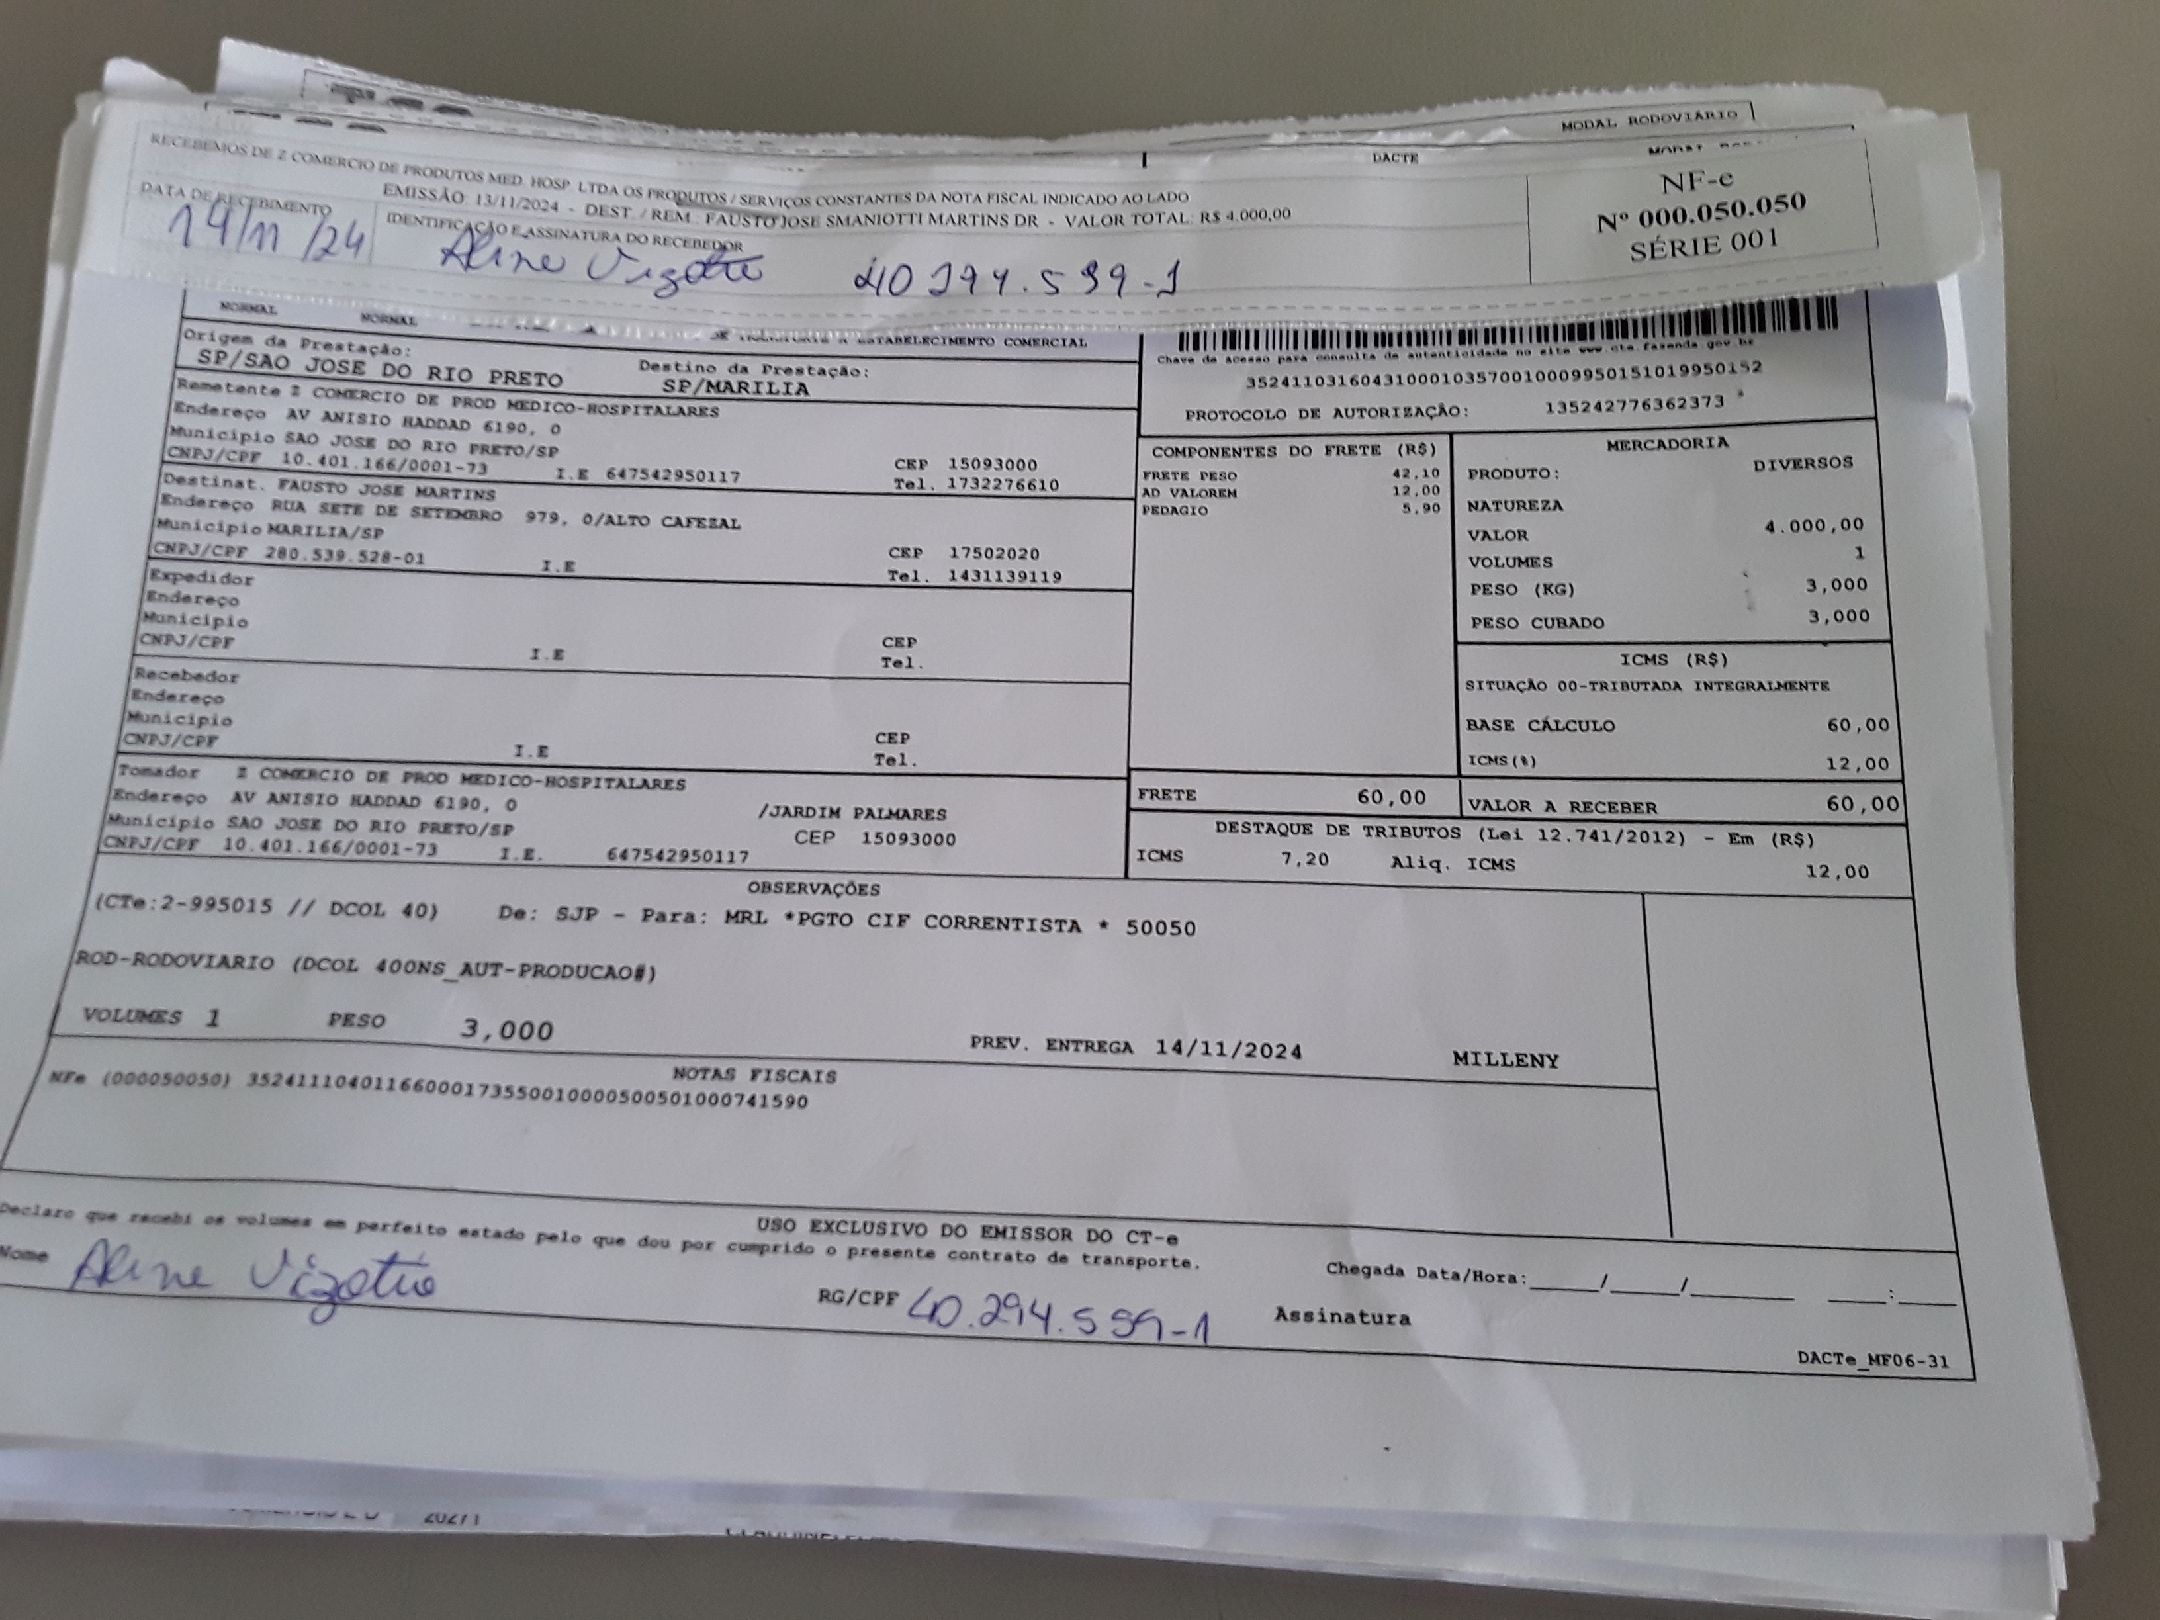 MODAL RODOVIÁRIO
DACTE
RECEBEMOS DE Z COMERCIO DE PRODUTOS MED. HOSP. LTDA OS PRODUTOS / SERVIÇOS CONSTANTES DA NOTA FISCAL INDICADO AO LADO
EMISSÃO: 13/11/2024 - DEST. / REM.: FAUSTO JOSE SMANIOTTI MARTINS DR - VALOR TOTAL: R$ 4.000,00
NF-e
Nº 000.050.050
SÉRIE 001
DATA DE RECEBIMENTO
14/11/24
IDENTIFICAÇÃO E ASSINATURA DO RECEBEDOR
Aline Vizotto
NORMAL NORMAL
ESTABELECIMENTO COMERCIAL
Origem da Prestação:
SP/SAO JOSE DO RIO PRETO
Destino da Prestação:
SP/MARILIA
Chave de acesso para consulta de autenticidade no site www.cte.fazenda.gov.br
35241103160431000103570010009950151019950152
PROTOCOLO DE AUTORIZAÇÃO: 135242776362373
Remetente Z COMERCIO DE PROD MEDICO-HOSPITALARES
Endereço AV ANISIO HADDAD 6190, 0
Município SAO JOSE DO RIO PRETO/SP CEP 15093000
CNPJ/CPF 10.401.166/0001-73 I.E 647542950117 Tel. 1732276610
Destinat. FAUSTO JOSE MARTINS
Endereço RUA SETE DE SETEMBRO 979, 0/ALTO CAFEZAL
Município MARILIA/SP CEP 17502020
CNPJ/CPF 280.539.528-01 I.E Tel. 1431139119
Expedidor
Endereço
Município CEP
CNPJ/CPF I.E Tel.
Recebedor
Endereço
Município CEP
CNPJ/CPF I.E Tel.
Tomador Z COMERCIO DE PROD MEDICO-HOSPITALARES
Endereço AV ANISIO HADDAD 6190, 0 /JARDIM PALMARES
Município SAO JOSE DO RIO PRETO/SP CEP 15093000
CNPJ/CPF 10.401.166/0001-73 I.E. 647542950117
COMPONENTES DO FRETE (R$)
FRETE PESO 42,10
AD VALOREM 12,00
PEDAGIO 5,90
MERCADORIA
PRODUTO: DIVERSOS
NATUREZA
VALOR 4.000,00
VOLUMES 1
PESO (KG) 3,000
PESO CUBADO 3,000
ICMS (R$)
SITUAÇÃO 00-TRIBUTADA INTEGRALMENTE
BASE CÁLCULO 60,00
ICMS(%) 12,00
FRETE 60,00
VALOR A RECEBER 60,00
DESTAQUE DE TRIBUTOS (Lei 12.741/2012) - Em (R$)
ICMS 7,20 Aliq. ICMS 12,00
OBSERVAÇÕES
(CTe:2-995015 // DCOL 40) De: SJP - Para: MRL *PGTO CIF CORRENTISTA * 50050
ROD-RODOVIARIO (DCOL 400NS_AUT-PRODUCAO#)
VOLUMES 1 PESO 3,000 PREV. ENTREGA 14/11/2024 MILLENY
NOTAS FISCAIS
NFe (000050050) 35241110401166000173550010000500501000741590
USO EXCLUSIVO DO EMISSOR DO CT-e
Declaro que recebi os volumes em perfeito estado pelo que dou por cumprido o presente contrato de transporte.
Nome Aline Vizotto
RG/CPF 40.294.559-1
Chegada Data/Hora:_____/_____/_______ ____:____
Assinatura
DACTe_MF06-31